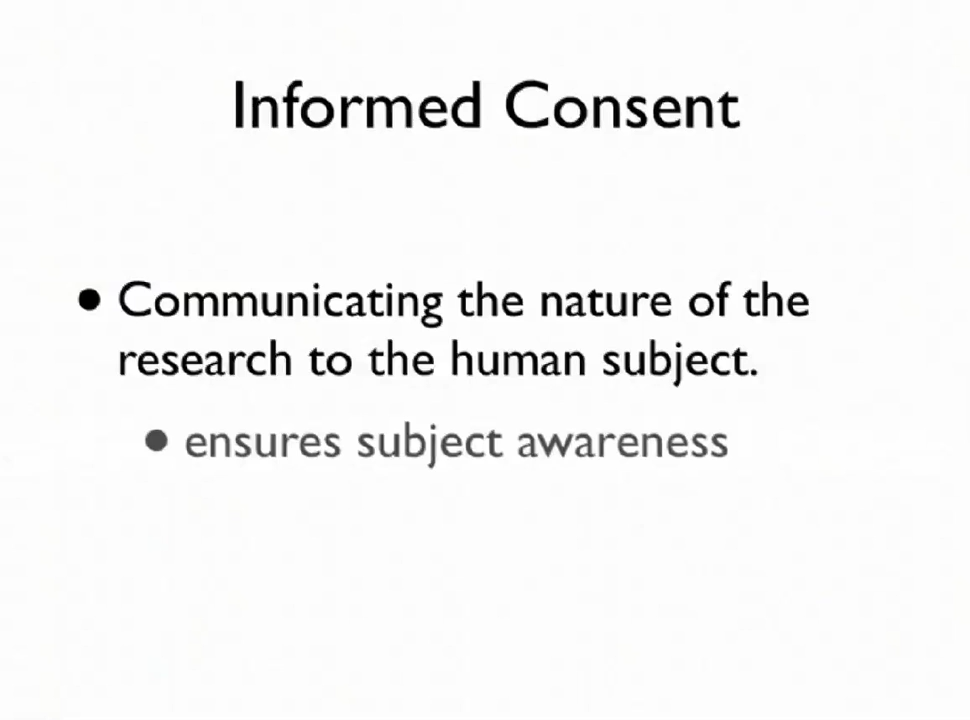 Informed Consent
• Communicating the nature of the
research to the human subject.
• ensures subject awareness